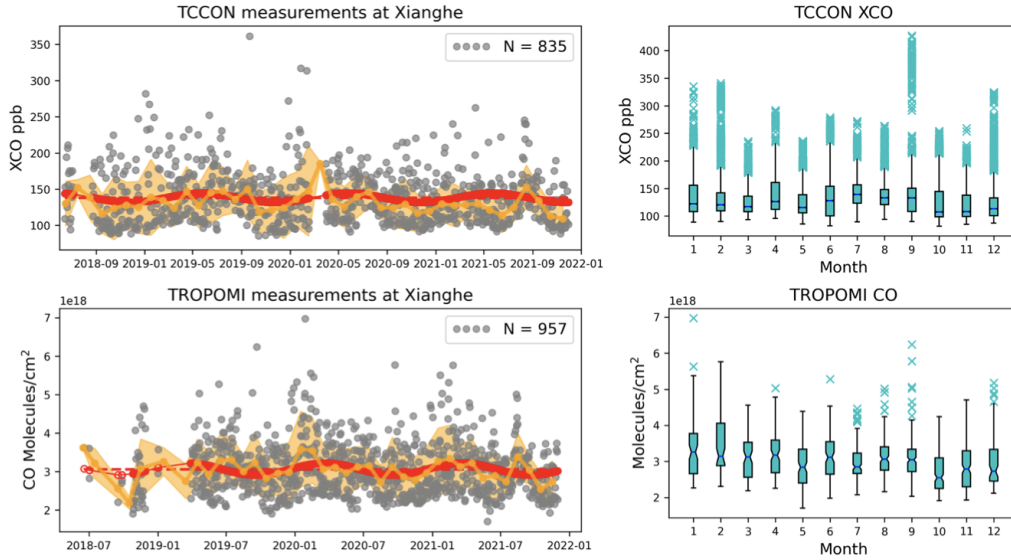 TCCON measurements at Xianghe
XCO ppb
350
300
250
200
150
100
N = 835
2018-09 2019-01 2019-05 2019-09 2020-01 2020-05 2020-09 2021-01 2021-05 2021-09 2022-01
TCCON XCO
XCO ppb
400
350
300
250
200
150
100
1 2 3 4 5 6 7 8 9 10 11 12
Month
TROPOMI measurements at Xianghe
1e18
CO Molecules/cm²
7
6
5
4
3
2
N = 957
2018-07 2019-01 2019-07 2020-01 2020-07 2021-01 2021-07 2022-01
TROPOMI CO
1e18
Molecules/cm²
7
6
5
4
3
2
1 2 3 4 5 6 7 8 9 10 11 12
Month